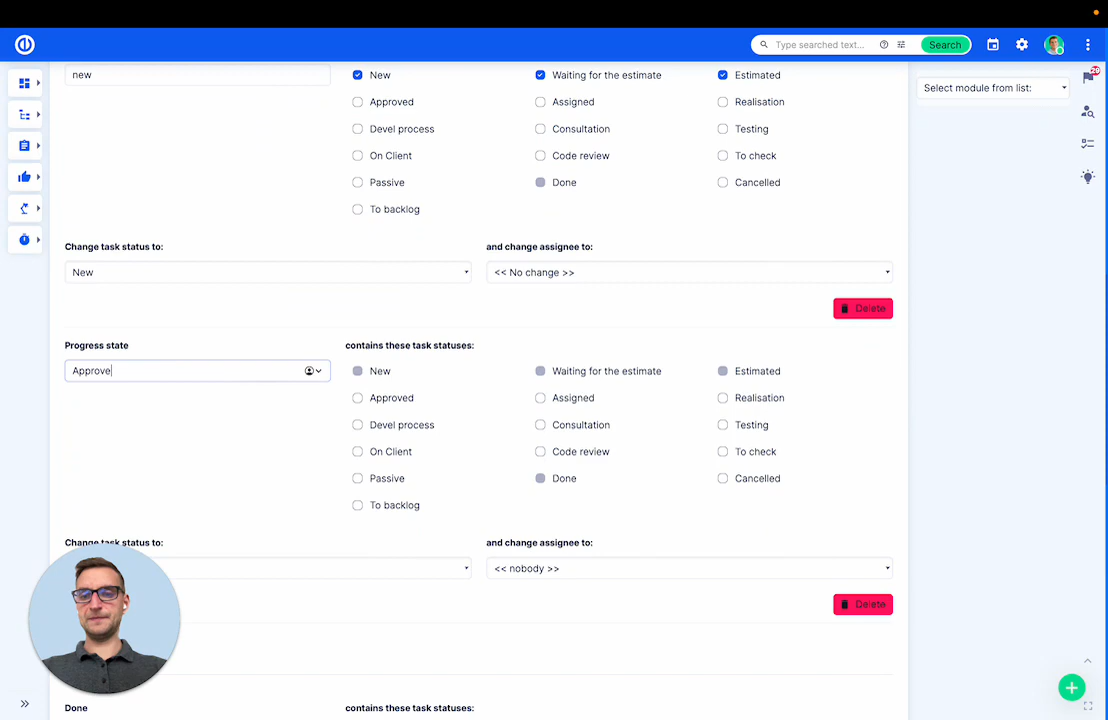 Type searched text...
Search
28
Select module from list:
new
New
Waiting for the estimate
Estimated
Approved
Assigned
Realisation
Devel process
Consultation
Testing
On Client
Code review
To check
Passive
Done
Cancelled
To backlog
Change task status to:
and change assignee to:
New
<< No change >>
Delete
Progress state
contains these task statuses:
Approve
New
Waiting for the estimate
Estimated
Approved
Assigned
Realisation
Devel process
Consultation
Testing
On Client
Code review
To check
Passive
Done
Cancelled
To backlog
Change task status to:
and change assignee to:
<< nobody >>
Delete
Done
contains these task statuses: